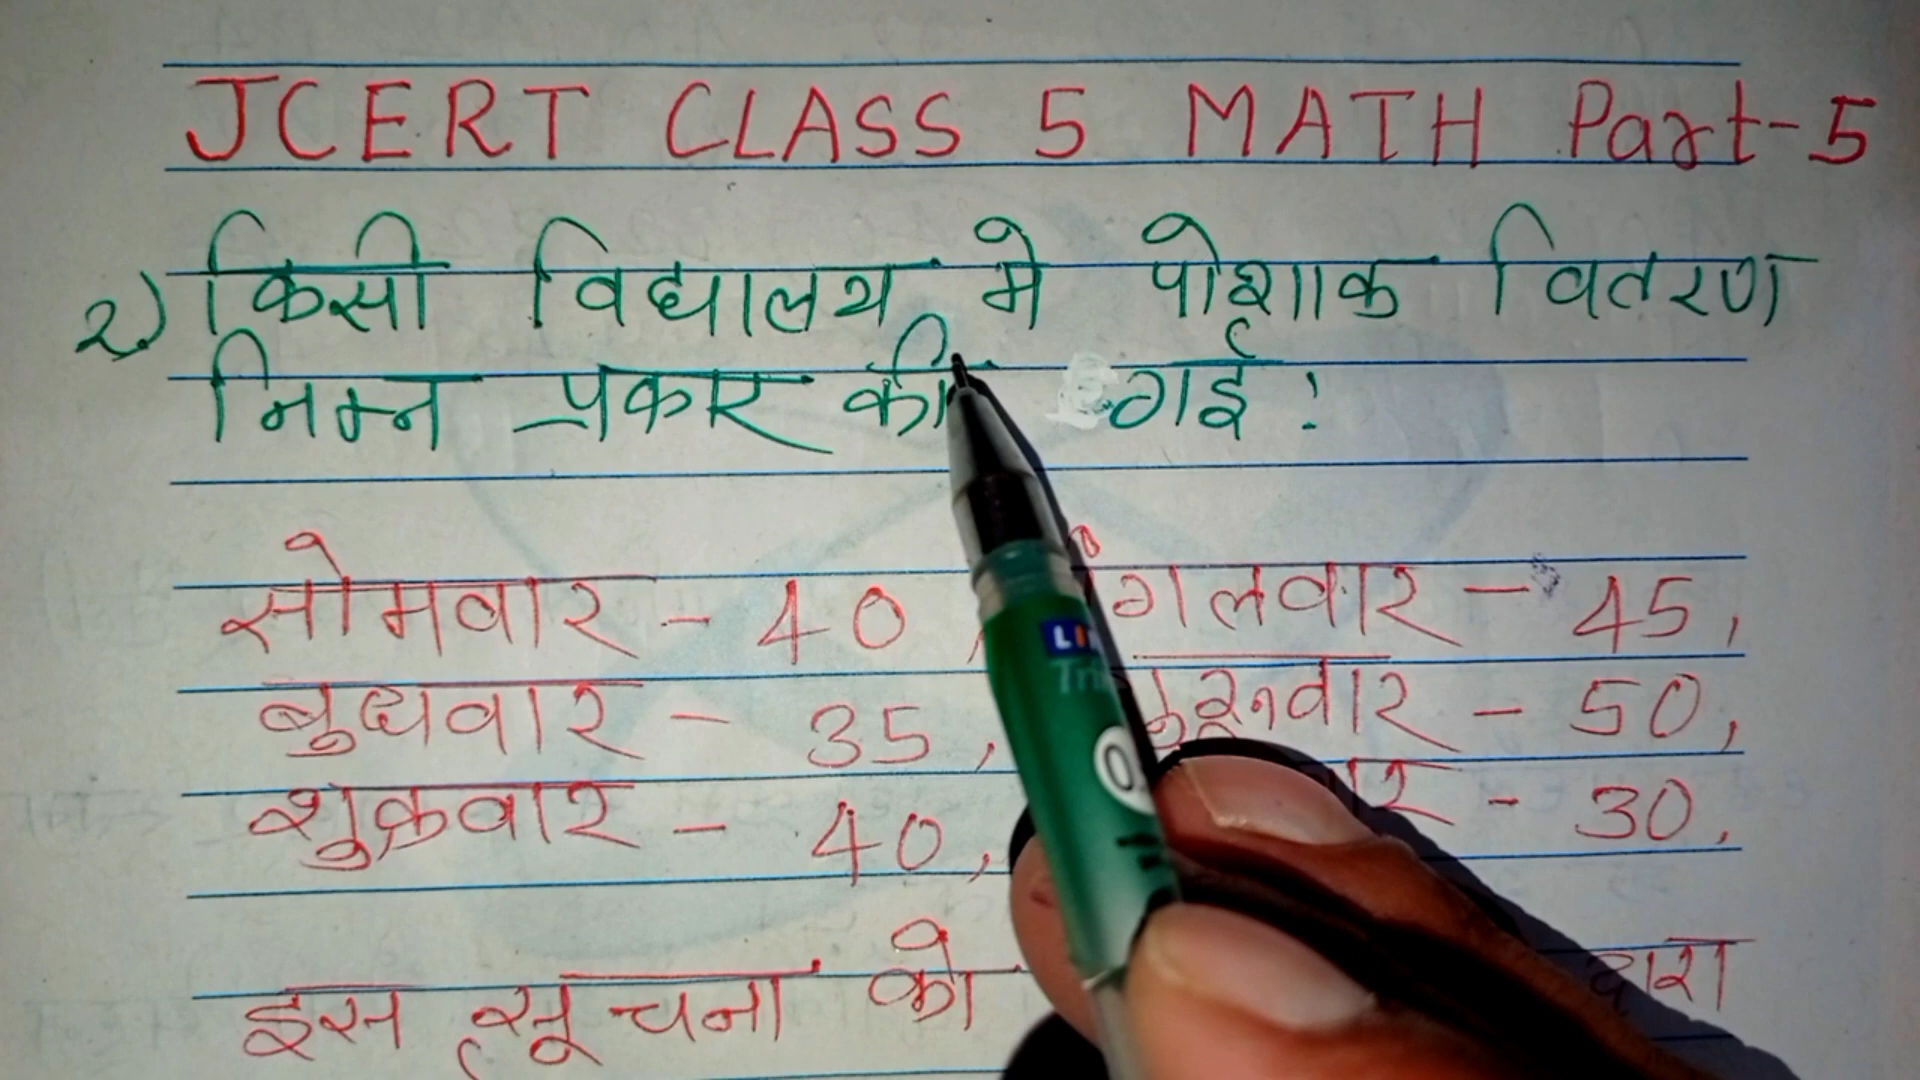 JCERT CLASS 5 MATH Part-5
2) किसी विद्यालय मे पोशाक वितरण
निम्न प्रकार की गई :
सोमवार - 40 , मंगलवार - 45,
बुधवार - 35, गुरूवार - 50,
शुक्रवार - 40, - 30.
इस सूचना को द्वारा